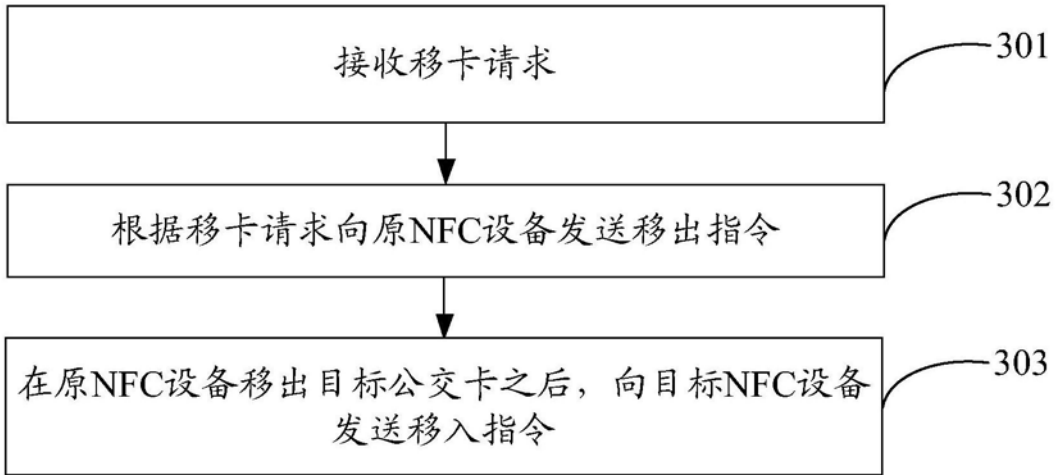 接收移卡请求
301
根据移卡请求向原NFC设备发送移出指令
302
在原NFC设备移出目标公交卡之后，向目标NFC设备
发送移入指令
303